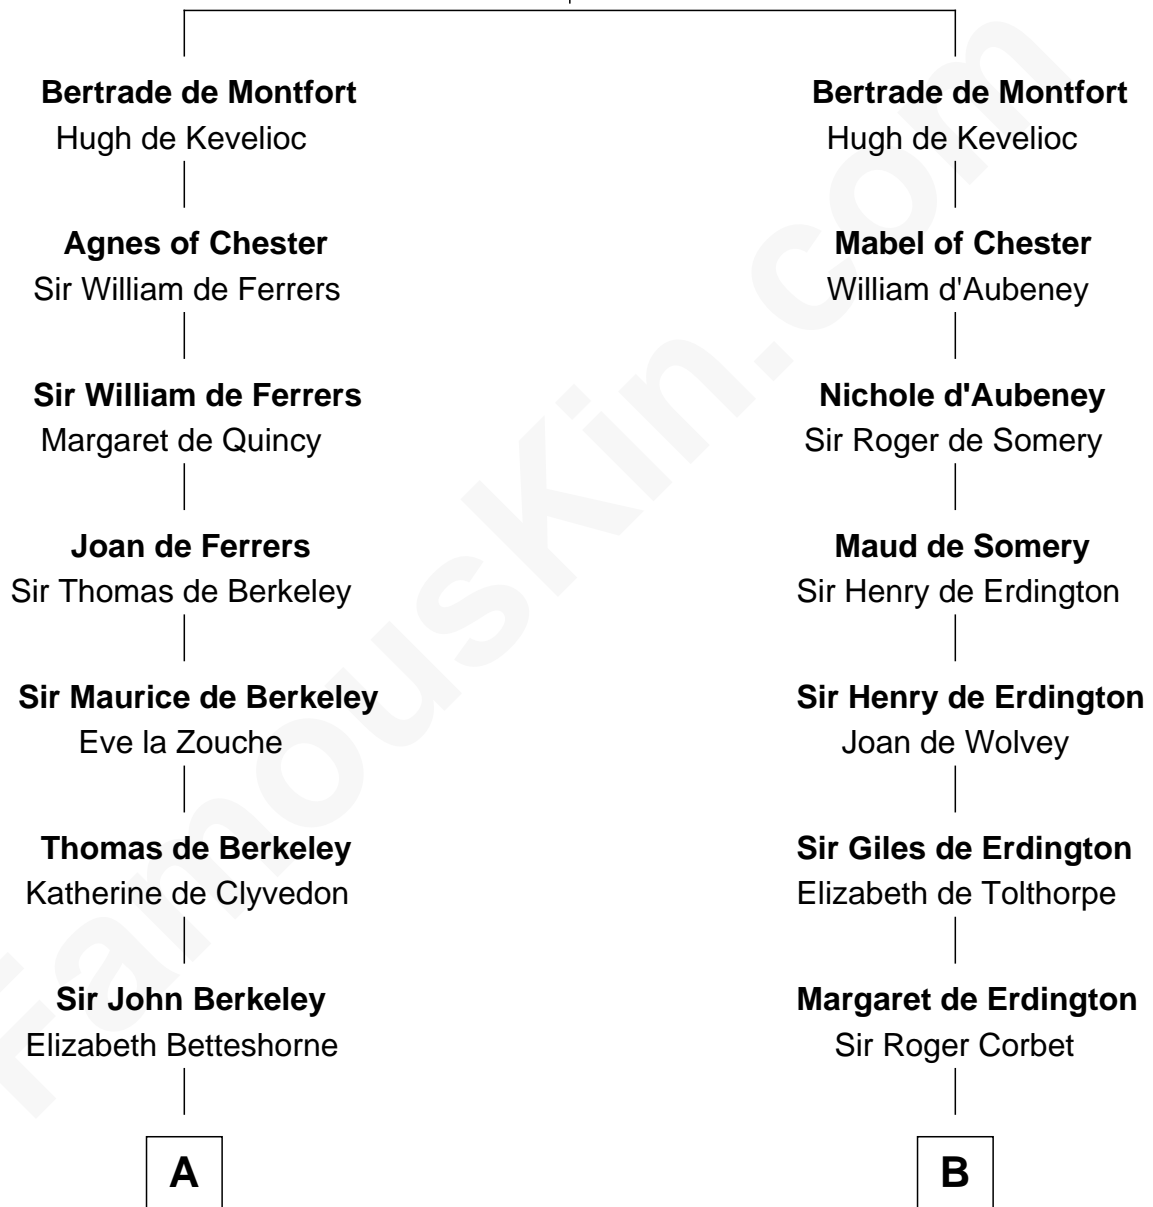 Bertrade de Montfort
Hugh de Kevelioc
Agnes of Chester
Sir William de Ferrers
Sir William de Ferrers
Margaret de Quincy
Joan de Ferrers
Sir Thomas de Berkeley
Sir Maurice de Berkeley
Eve la Zouche
Thomas de Berkeley
Katherine de Clyvedon
Sir John Berkeley
Elizabeth Betteshorne
A
Bertrade de Montfort
Hugh de Kevelioc
Mabel of Chester
William d'Aubeney
Nichole d'Aubeney
Sir Roger de Somery
Maud de Somery
Sir Henry de Erdington
Sir Henry de Erdington
Joan de Wolvey
Sir Giles de Erdington
Elizabeth de Tolthorpe
Margaret de Erdington
Sir Roger Corbet
B
FamousKin.com